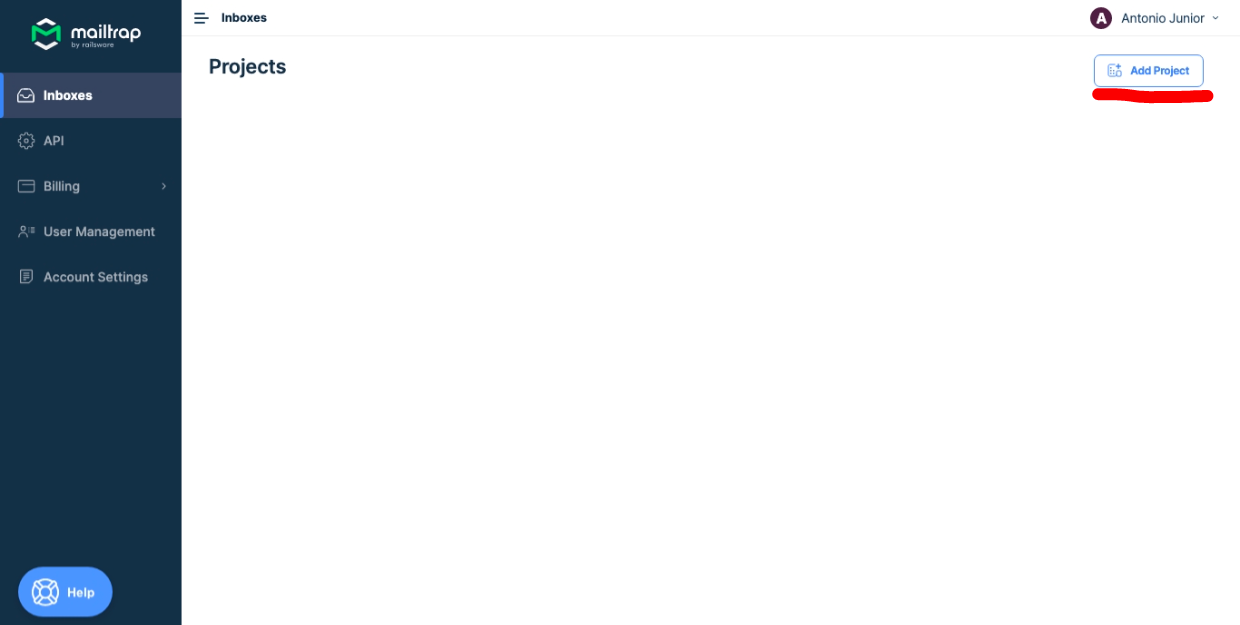 mailtrap
by railsware
Inboxes
API
Billing
User Management
Account Settings
Help
Inboxes
A Antonio Junior
Projects
Add Project